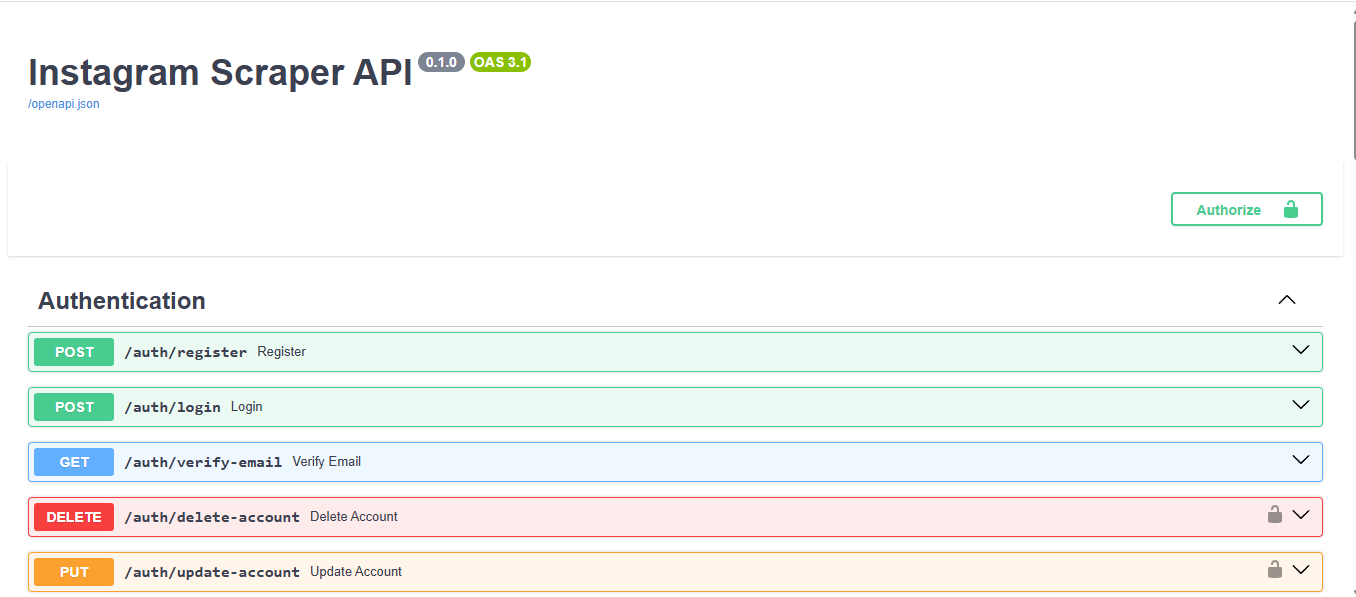 Instagram Scraper API 0.1.0 OAS 3.1
/openapi.json
Authorize
Authentication
POST /auth/register Register
POST /auth/login Login
GET /auth/verify-email Verify Email
DELETE /auth/delete-account Delete Account
PUT /auth/update-account Update Account